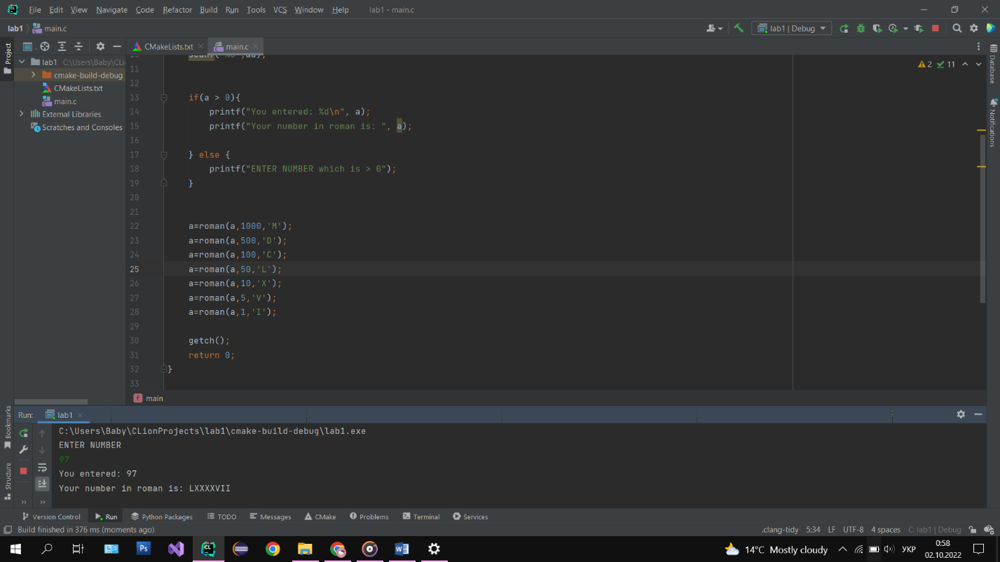 File Edit View Navigate Code Refactor Build Run Tools VCS Window Help lab1 - main.c
lab1 main.c lab1 | Debug
Project CMakeLists.txt main.c
lab1 C:\Users\Baby\CLi
cmake-build-debug
CMakeLists.txt
main.c
External Libraries
Scratches and Consoles
2 11
11
12
13 if(a > 0){
14 printf("You entered: %d\n", a);
15 printf("Your number in roman is: ", a);
16
17 } else {
18 printf("ENTER NUMBER which is > 0");
19 }
20
21
22 a=roman(a,1000,'M');
23 a=roman(a,500,'D');
24 a=roman(a,100,'C');
25 a=roman(a,50,'L');
26 a=roman(a,10,'X');
27 a=roman(a,5,'V');
28 a=roman(a,1,'I');
29
30 getch();
31 return 0;
32 }
33
f main
Database
Notifications
Bookmarks
Structure
Run: lab1
C:\Users\Baby\CLionProjects\lab1\cmake-build-debug\lab1.exe
ENTER NUMBER
97
You entered: 97
Your number in roman is: LXXXXVII
Version Control Run Python Packages TODO Messages CMake Problems Terminal Services
Build finished in 376 ms (moments ago) .clang-tidy 5:34 LF UTF-8 4 spaces C: lab1 | Debug
14°C Mostly cloudy УКР 0:58
02.10.2022